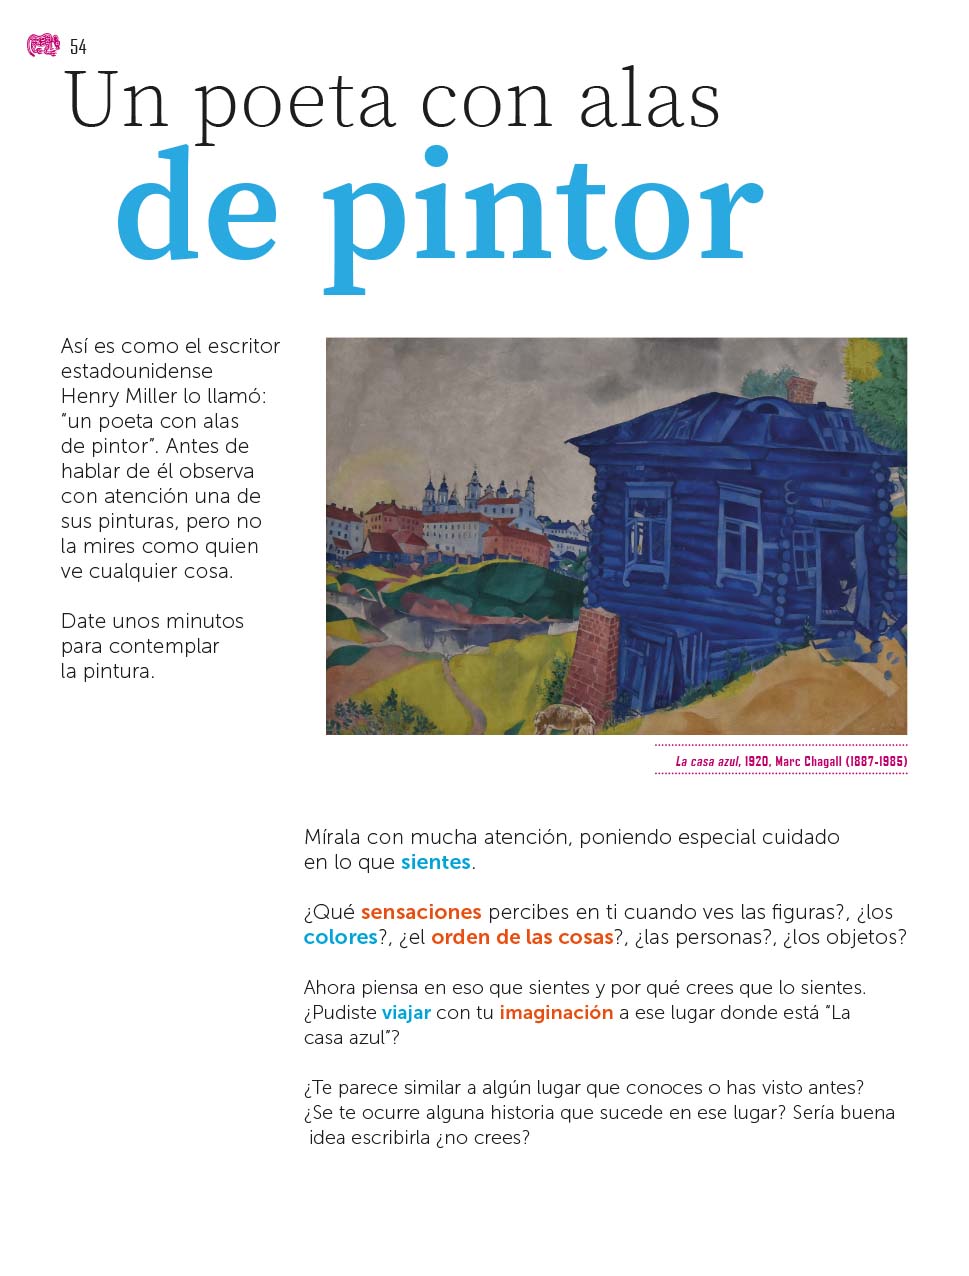 54
Un poeta con alas
de pintor
Así es como el escritor
estadounidense
Henry Miller lo llamó:
“un poeta con alas
de pintor”. Antes de
hablar de él observa
con atención una de
sus pinturas, pero no
la mires como quien
ve cualquier cosa.
Date unos minutos
para contemplar
la pintura.
La casa azul, 1920, Marc Chagall (1887-1985)
Mírala con mucha atención, poniendo especial cuidado
en lo que sientes.
¿Qué sensaciones percibes en ti cuando ves las figuras?, ¿los
colores?, ¿el orden de las cosas?, ¿las personas?, ¿los objetos?
Ahora piensa en eso que sientes y por qué crees que lo sientes.
¿Pudiste viajar con tu imaginación a ese lugar donde está “La
casa azul”?
¿Te parece similar a algún lugar que conoces o has visto antes?
¿Se te ocurre alguna historia que sucede en ese lugar? Sería buena
idea escribirla ¿no crees?